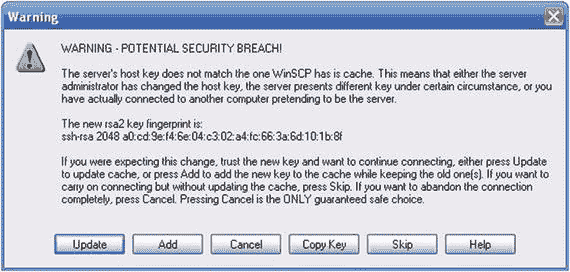 Warning
WARNING - POTENTIAL SECURITY BREACH!
The server's host key does not match the one WinSCP has is cache. This means that either the server
administrator has changed the host key, the server presents different key under certain circumstance, or you
have actually connected to another computer pretending to be the server.
The new rsa2 key fingerprint is:
ssh-rsa 2048 a0:cd:9e:f4:6e:04:c3:02:a4:fc:66:3a:6d:10:1b:8f
If you were expecting this change, trust the new key and want to continue connecting, either press Update
to update cache, or press Add to add the new key to the cache while keeping the old one(s). If you want to
carry on connecting but without updating the cache, press Skip. If you want to abandon the connection
completely, press Cancel. Pressing Cancel is the ONLY guaranteed safe choice.
Update Add Cancel Copy Key Skip Help